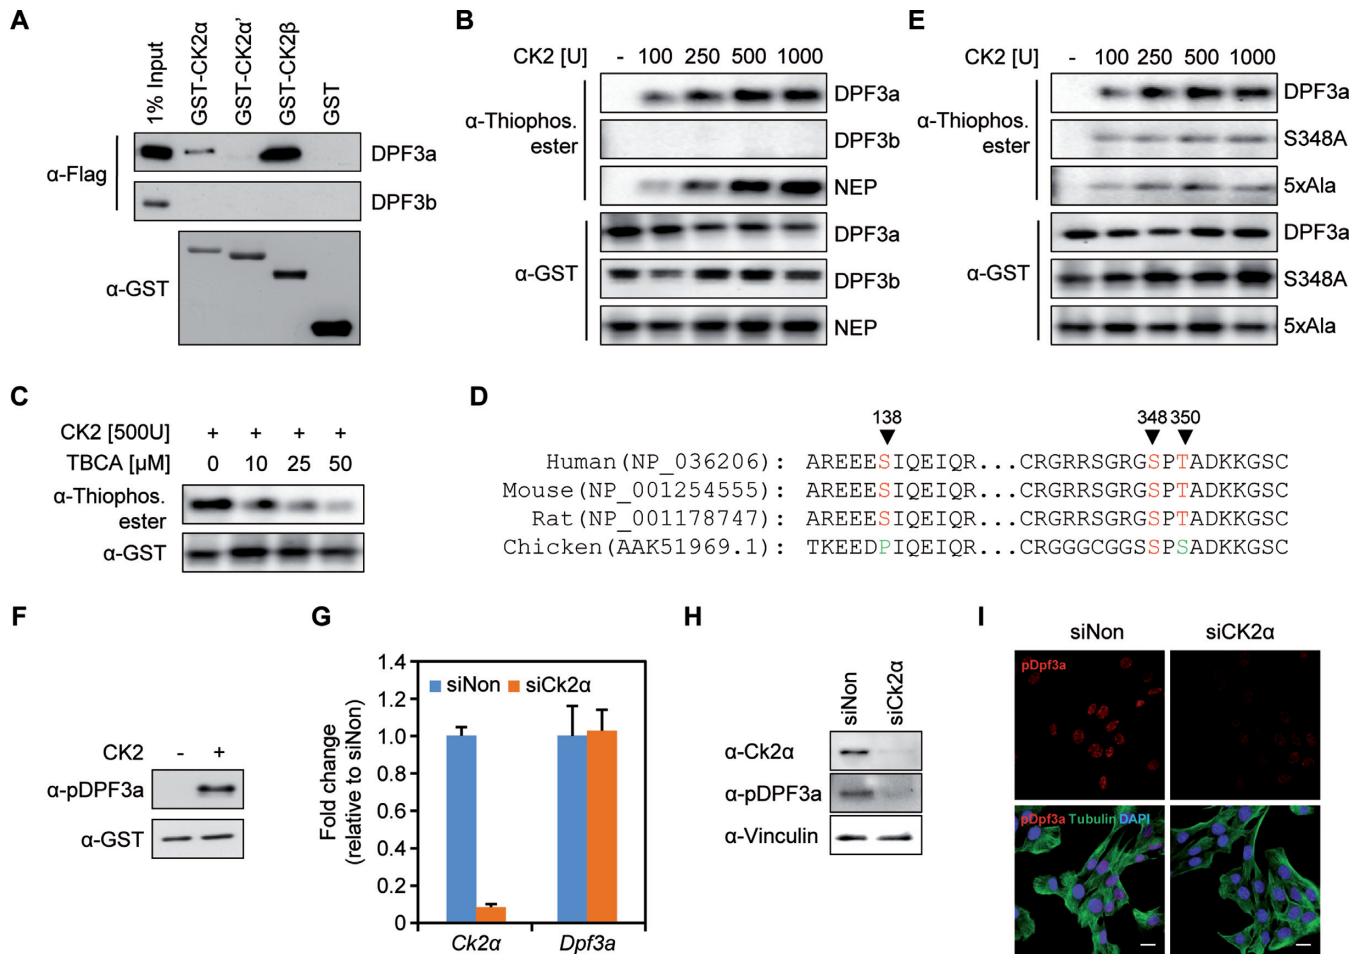 A
1% Input
GST-CK2α
GST-CK2α'
GST-CK2β
GST
α-Flag
DPF3a
DPF3b
α-GST
B
CK2 [U] - 100 250 500 1000
α-Thiophos.
ester
DPF3a
DPF3b
NEP
α-GST
DPF3a
DPF3b
NEP
E
CK2 [U] - 100 250 500 1000
α-Thiophos.
ester
DPF3a
S348A
5xAla
α-GST
DPF3a
S348A
5xAla
C
CK2 [500U] + + + +
TBCA [µM] 0 10 25 50
α-Thiophos.
ester
α-GST
D
138 348 350
Human(NP_036206): AREEESIQEIQR...CRGRRSGRGSPTADKKGSC
Mouse(NP_001254555): AREEESIQEIQR...CRGRRSGRGSPTADKKGSC
Rat(NP_001178747): AREEESIQEIQR...CRGRRSGRGSPTADKKGSC
Chicken(AAK51969.1): TKEEDPIQEIQR...CRGGGCGGSSPSADKKGSC
F
CK2 - +
α-pDPF3a
α-GST
G
Fold change
(relative to siNon)
1.4
1.2
1.0
0.8
0.6
0.4
0.2
0
siNon siCk2α
Ck2α Dpf3a
H
siNon
siCk2α
α-Ck2α
α-pDPF3a
α-Vinculin
I
siNon siCK2α
pDpf3a
pDpf3a Tubulin DAPI